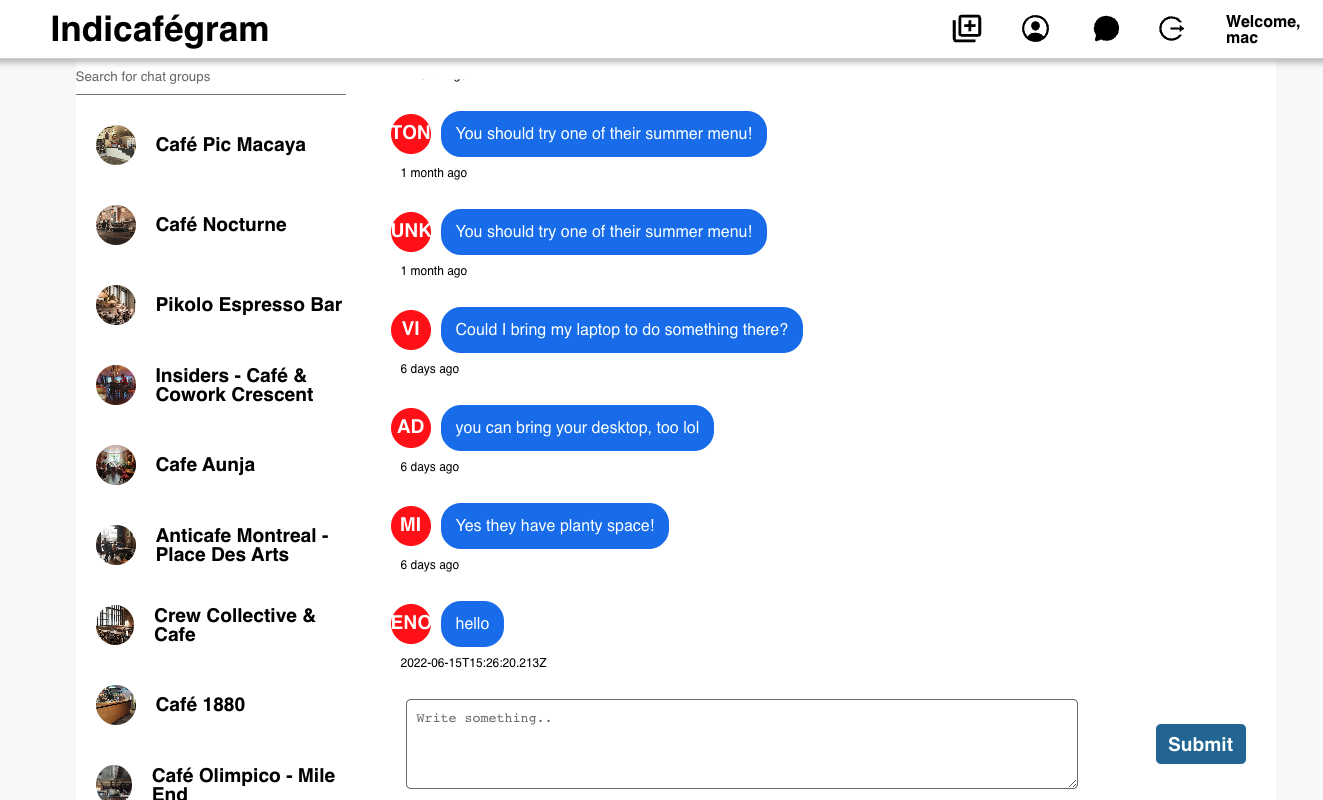 Indicafégram
Welcome,
mac
Search for chat groups
Café Pic Macaya
Café Nocturne
Pikolo Espresso Bar
Insiders - Café &
Cowork Crescent
Cafe Aunja
Anticafe Montreal -
Place Des Arts
Crew Collective &
Cafe
Café 1880
Café Olimpico - Mile
End
TON
You should try one of their summer menu!
1 month ago
UNK
You should try one of their summer menu!
1 month ago
VI
Could I bring my laptop to do something there?
6 days ago
AD
you can bring your desktop, too lol
6 days ago
MI
Yes they have planty space!
6 days ago
ENO
hello
2022-06-15T15:26:20.213Z
Write something..
Submit